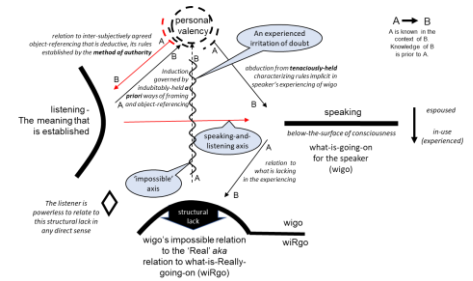 personal
valency
A
A
A
B
An experienced
irritation of doubt
A → B
A is known in the
context of B.
Knowledge of B
is prior to A.
relation to inter-subjectively agreed
object-referencing that is deductive, its rules
established by the method of authority
B
B
A
Induction
governed by
indubitably-held a
priori ways of framing
and object-referencing
abduction from tenaciously-held
characterizing rules implicit in
speaker's experiencing of wigo
B
listening -
The meaning that
is established
speaking
below-the-surface of consciousness
what-is-going-on
for the speaker
(wigo)
espoused
in-use
(experienced)
speaking-and-
listening axis
A
relation to
what is lacking
in the experiencing
B
'impossible'
axis
A
The listener is
powerless to relate to
this structural lack in
any direct sense
structural
lack
wigo
wiRgo
wigo's impossible relation
to the 'Real' aka
relation to what-is-Really-
going-on (wiRgo)